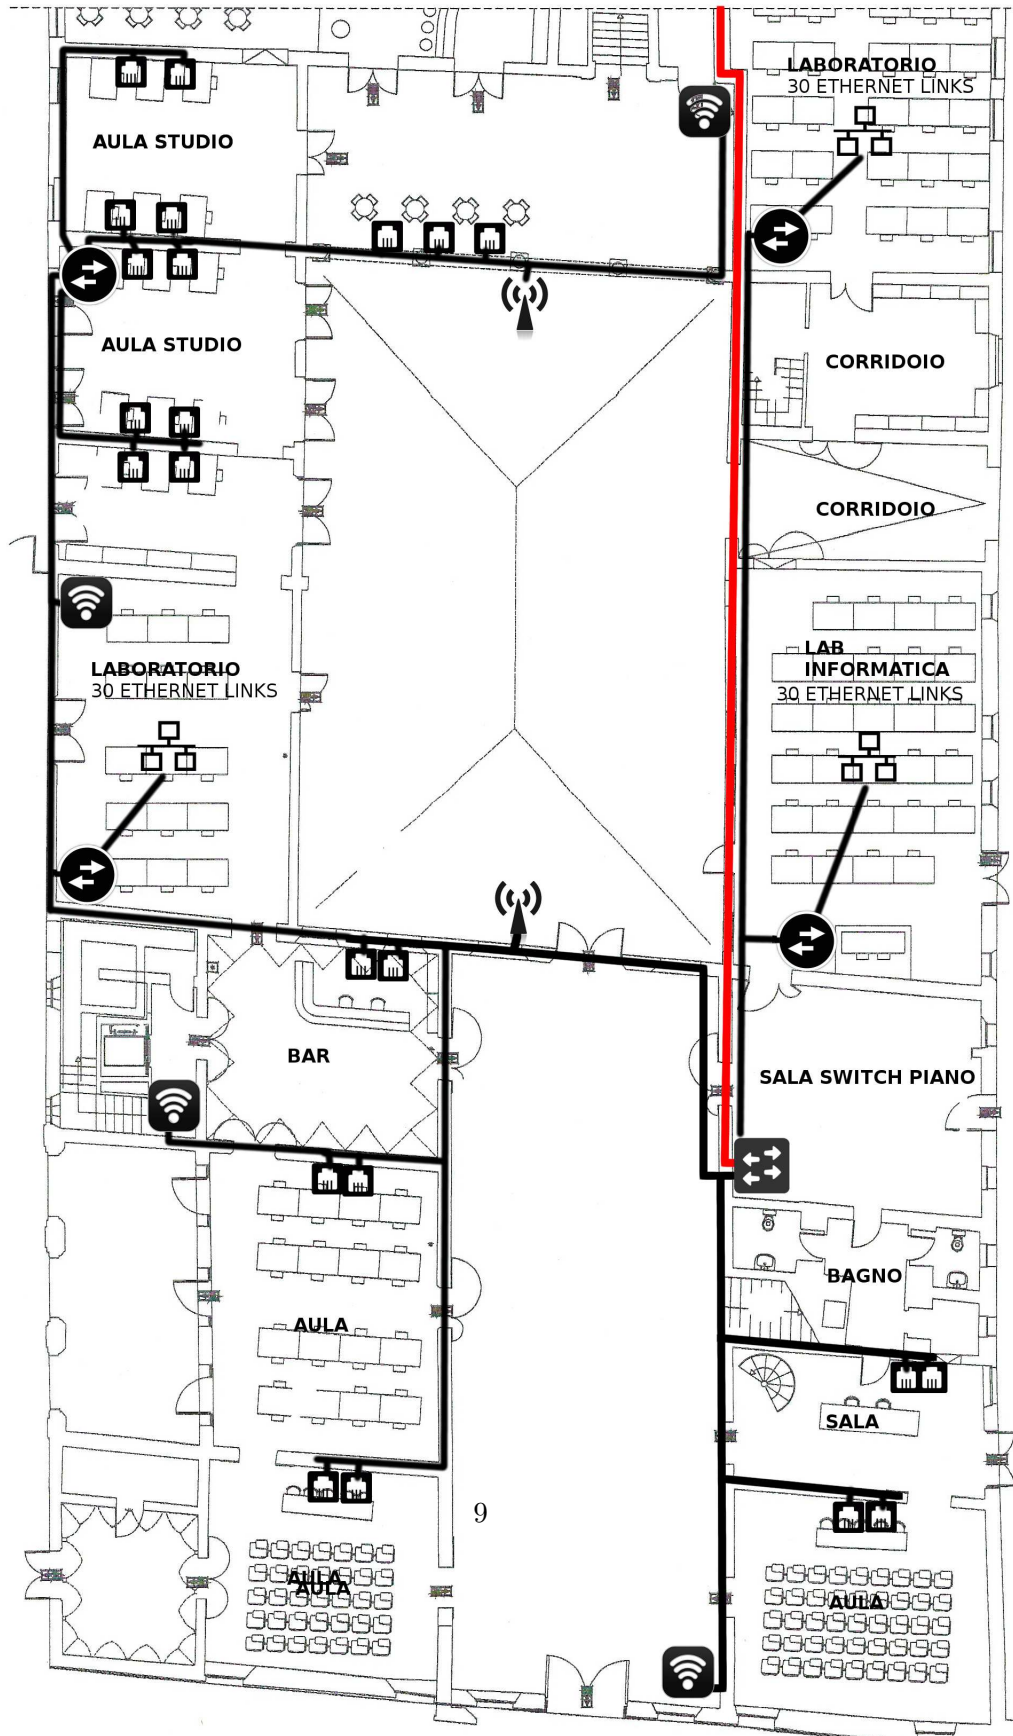 LABORATORIO
30 ETHERNET LINKS
AULA STUDIO
AULA STUDIO
CORRIDOIO
CORRIDOIO
LAB
INFORMATICA
30 ETHERNET LINKS
LABORATORIO
30 ETHERNET LINKS
BAR
SALA SWITCH PIANO
BAGNO
AULA
SALA
9
AULA
AULA
AULA